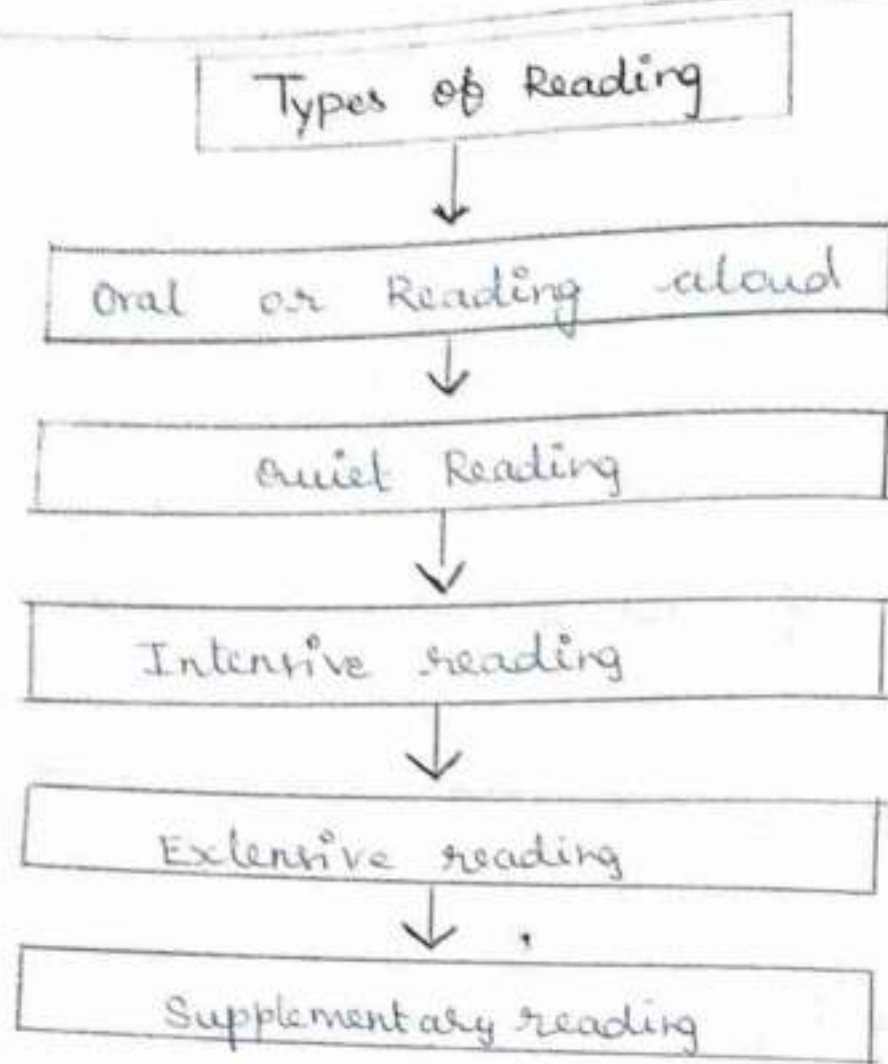 Types of Reading
Oral or Reading aloud
Quiet Reading
Intensive reading
Extensive reading
Supplementary reading